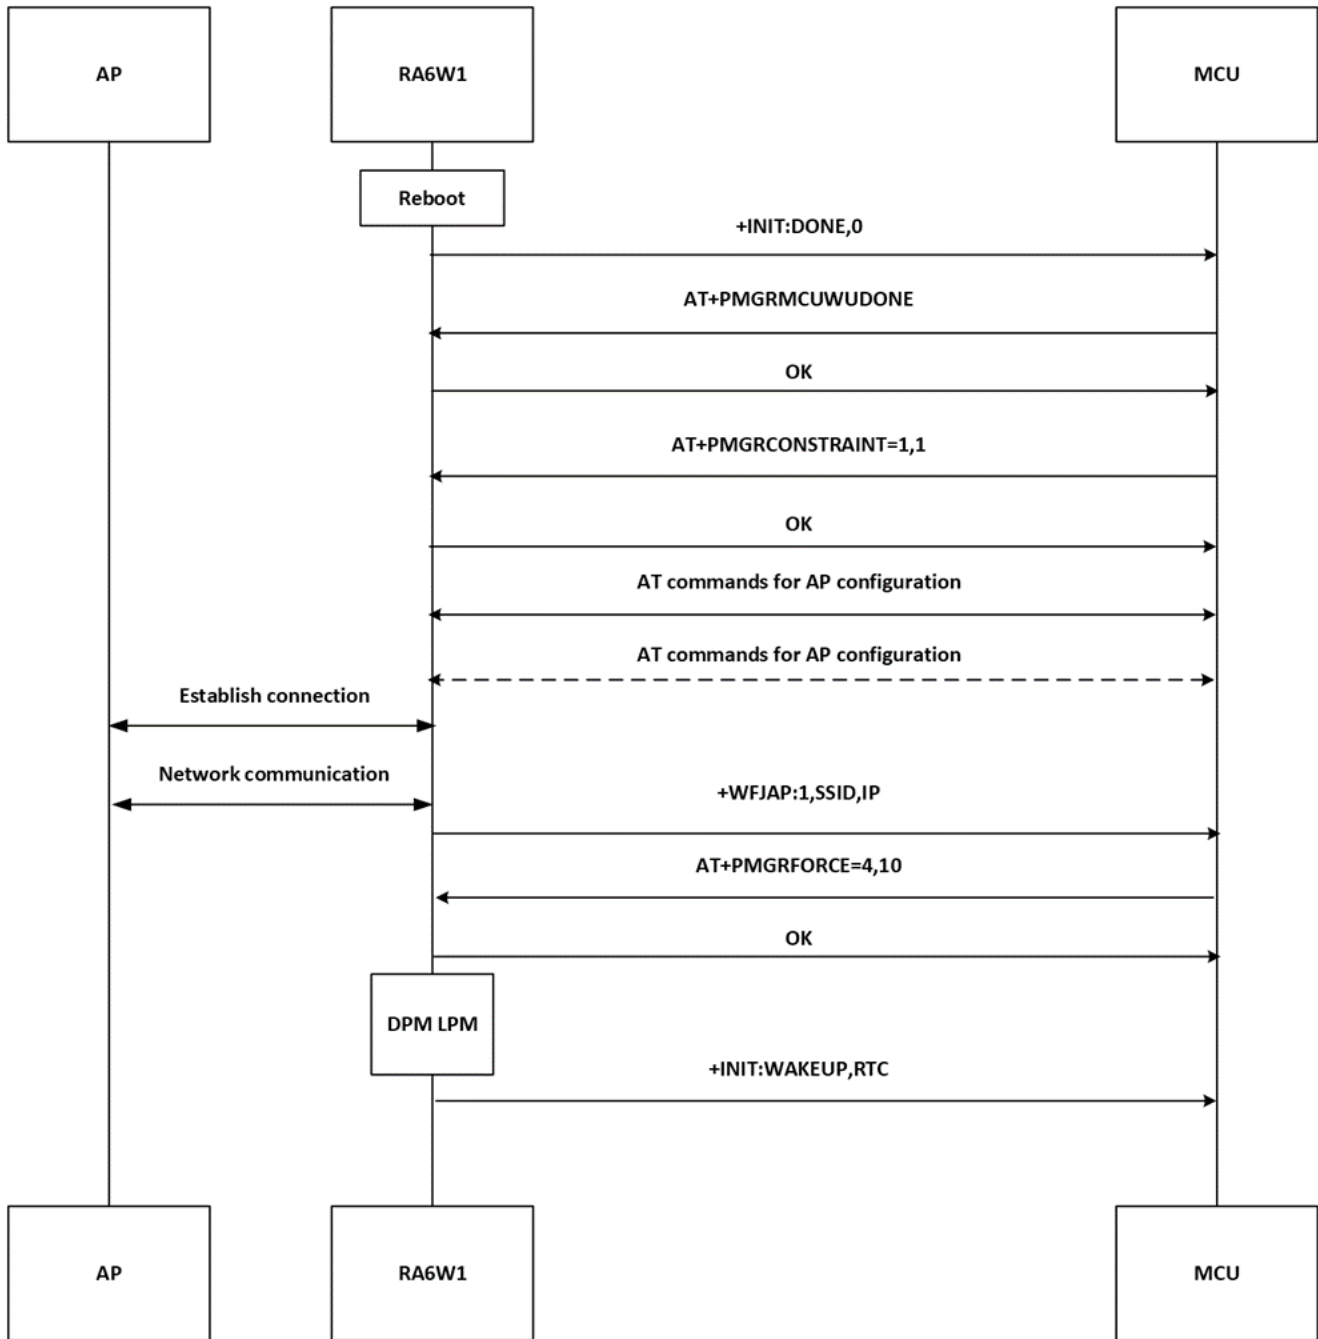 AP
RA6W1
MCU
Reboot
+INIT:DONE,0
AT+PMGRMCUWUDONE
OK
AT+PMGRCONSTRAINT=1,1
OK
AT commands for AP configuration
AT commands for AP configuration
Establish connection
Network communication
+WFJAP:1,SSID,IP
AT+PMGRFORCE=4,10
OK
DPM LPM
+INIT:WAKEUP,RTC
AP
RA6W1
MCU